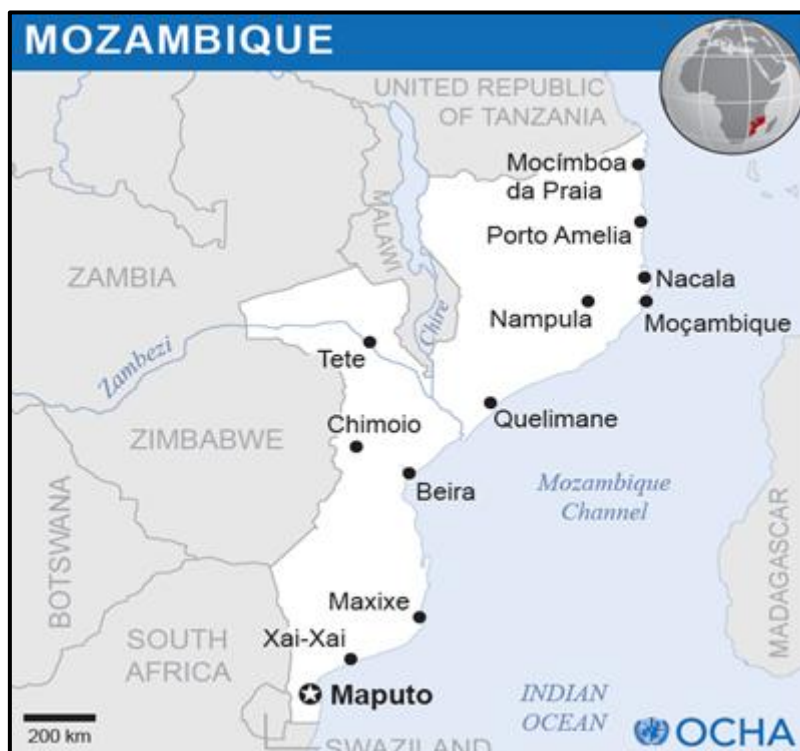 MOZAMBIQUE
UNITED REPUBLIC
OF TANZANIA
Mocímboa
da Praia
MALAWI
Porto Amelia
ZAMBIA
Nacala
Chire
Nampula
Moçambique
Zambezi
Tete
Quelimane
Chimoio
ZIMBABWE
Beira
Mozambique
Channel
BOTSWANA
MADAGASCAR
Maxixe
SOUTH
AFRICA
Xai-Xai
Maputo
INDIAN
OCEAN
200 km
SWAZILAND
OCHA